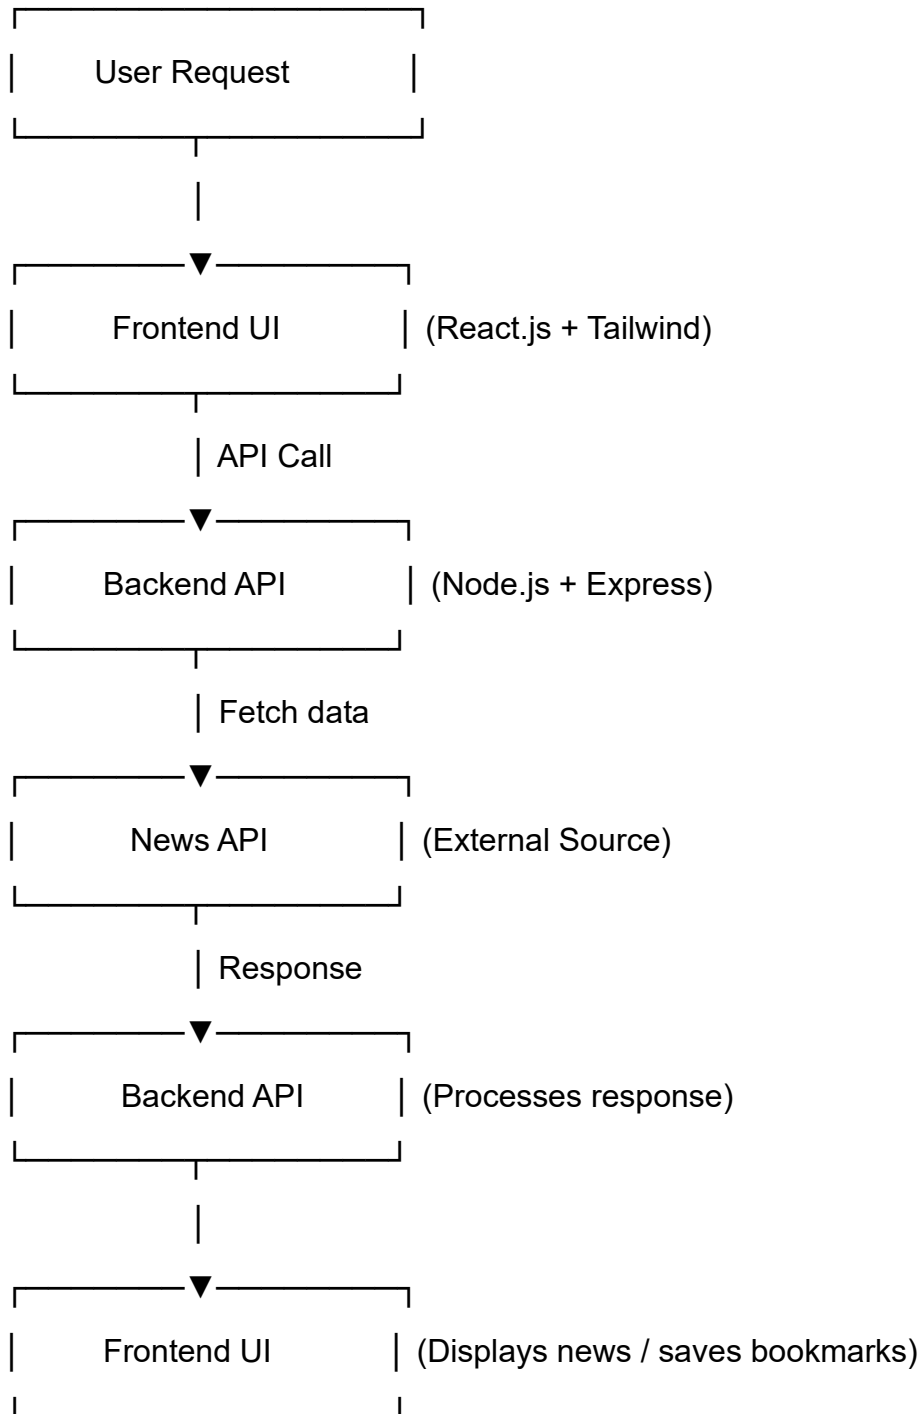 User Request
Frontend UI (React.js + Tailwind)
API Call
Backend API (Node.js + Express)
Fetch data
News API (External Source)
Response
Backend API (Processes response)
Frontend UI (Displays news / saves bookmarks)